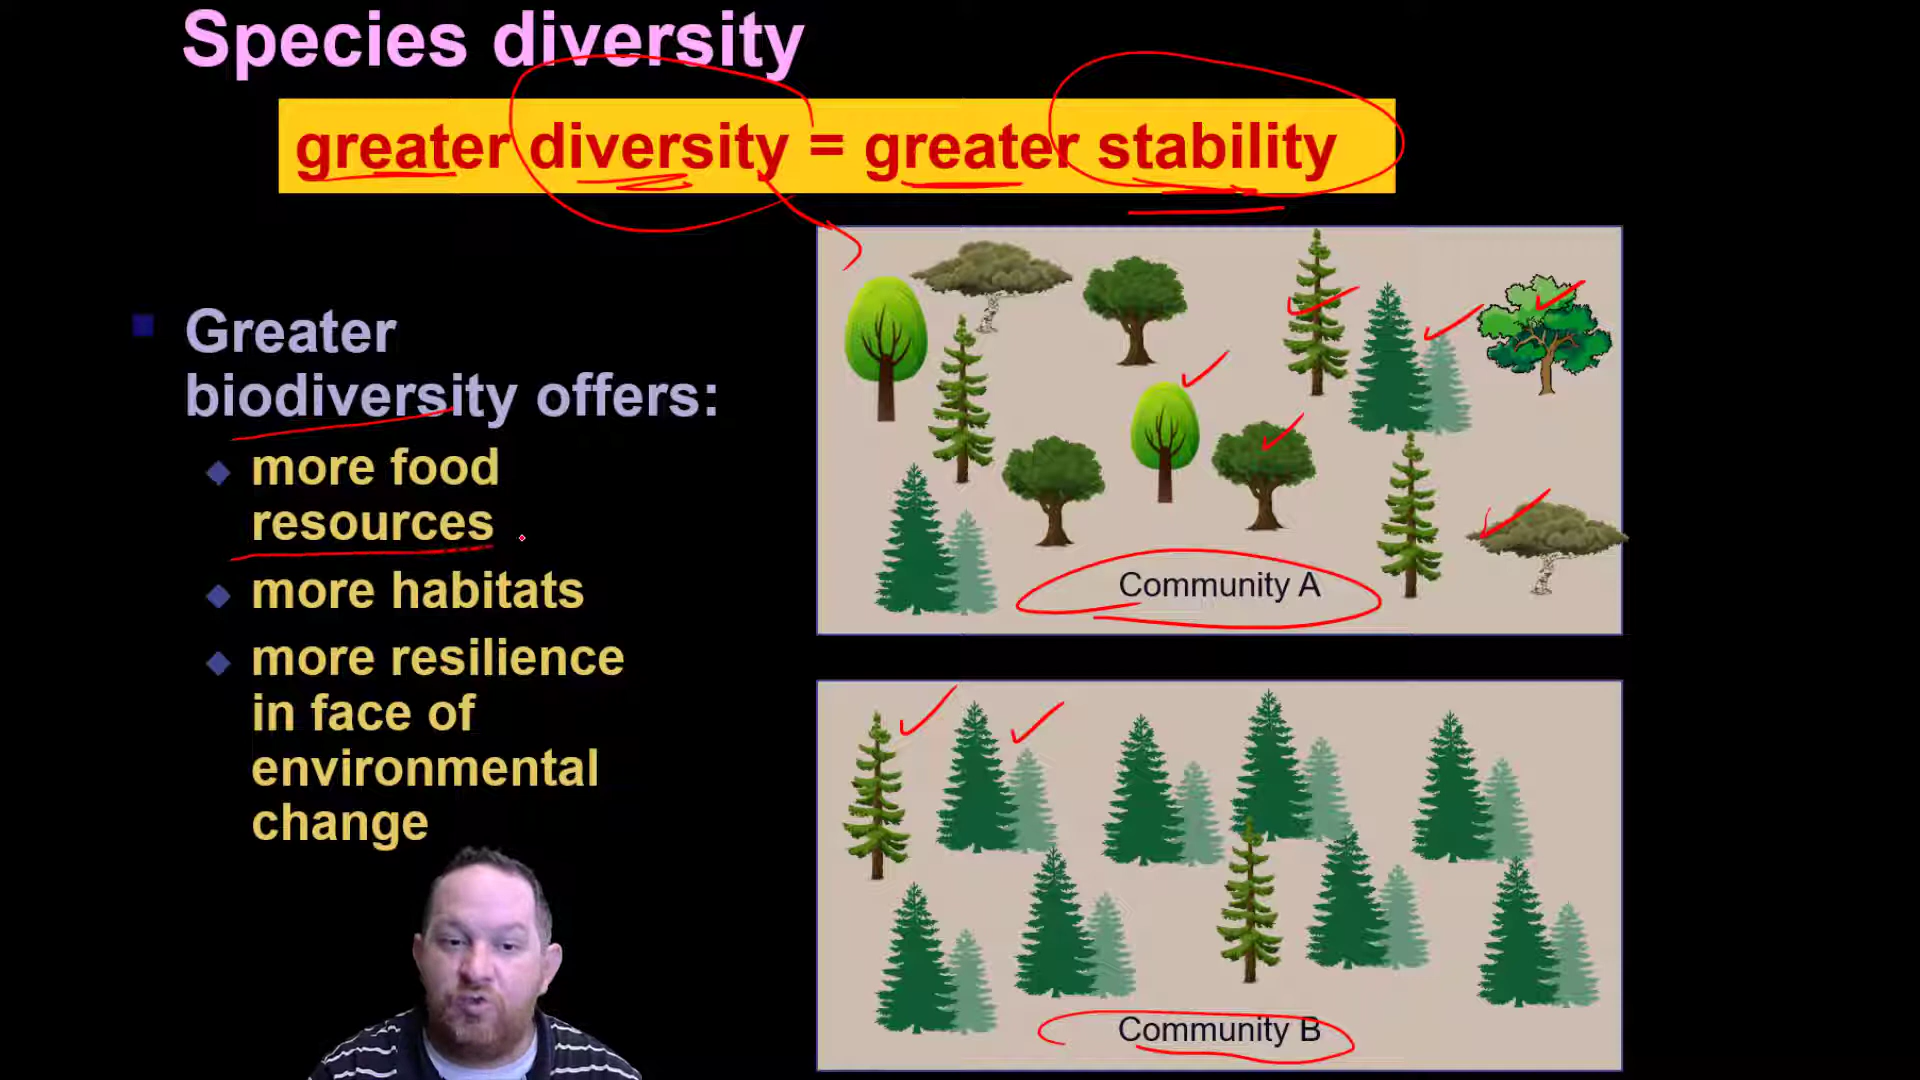 Species diversity
greater diversity = greater stability
Greater
biodiversity offers:
more food
resources
more habitats
more resilience
in face of
environmental
change
Community A
Community B